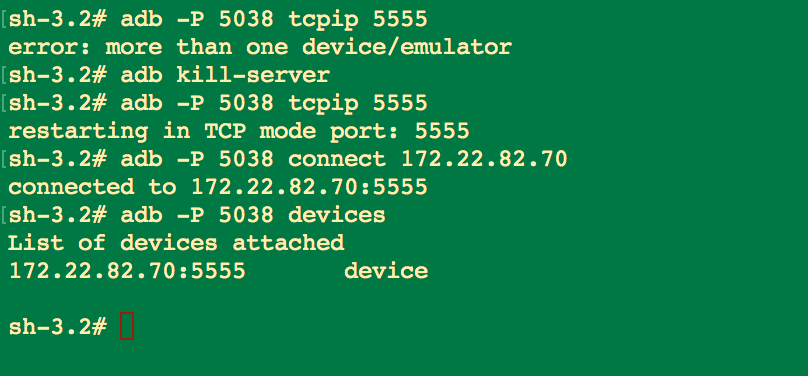 [sh-3.2# adb -P 5038 tcpip 5555
error: more than one device/emulator
[sh-3.2# adb kill-server
[sh-3.2# adb -P 5038 tcpip 5555
restarting in TCP mode port: 5555
[sh-3.2# adb -P 5038 connect 172.22.82.70
connected to 172.22.82.70:5555
[sh-3.2# adb -P 5038 devices
List of devices attached
172.22.82.70:5555       device
sh-3.2#